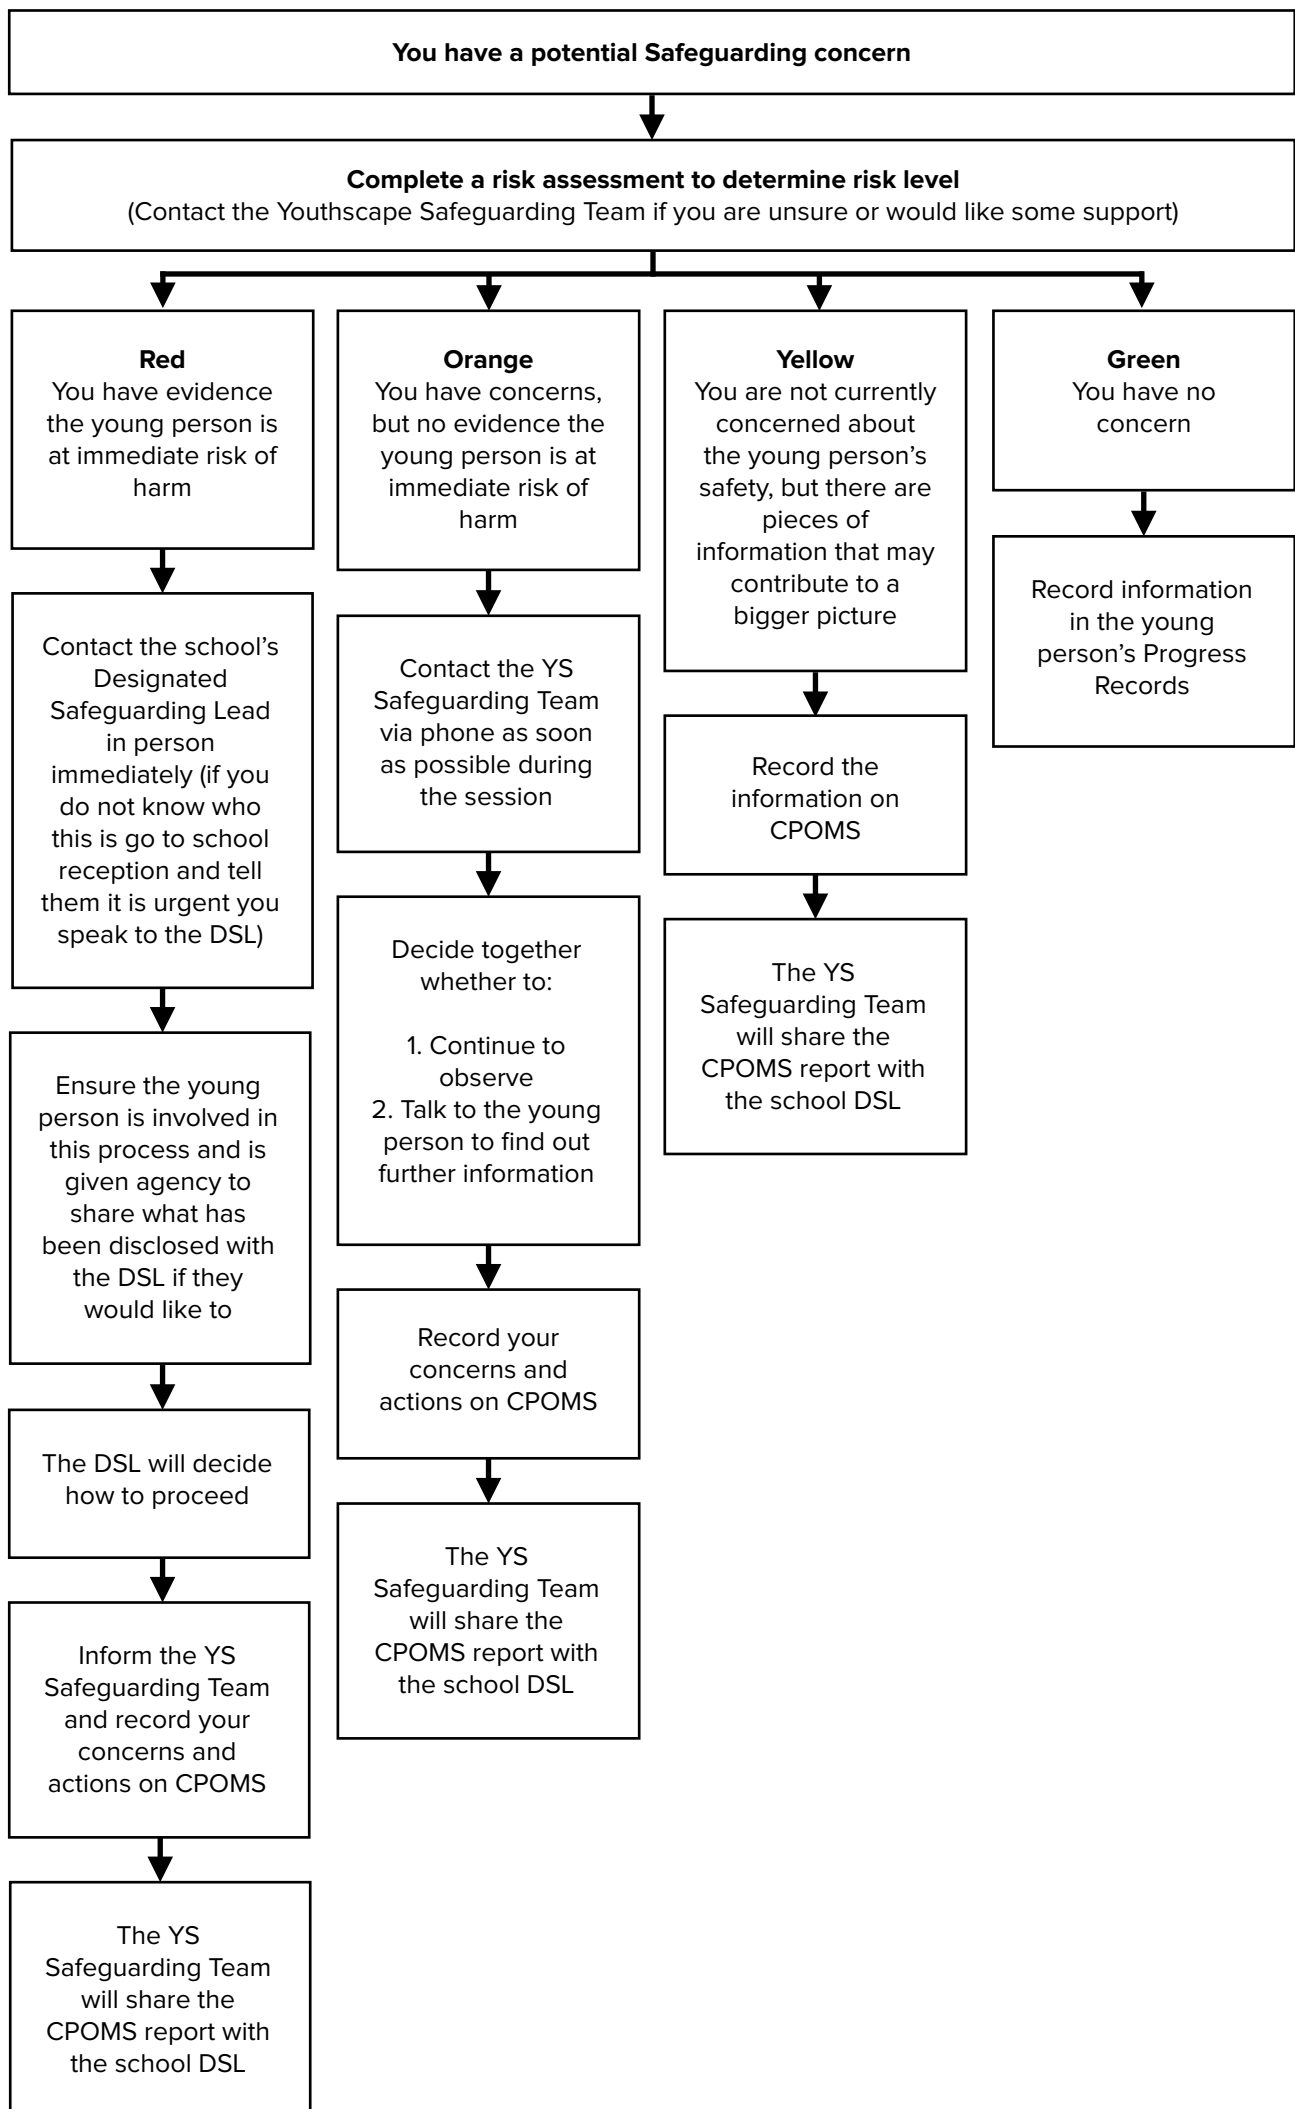 You have a potential Safeguarding concern
Complete a risk assessment to determine risk level
(Contact the Youthscape Safeguarding Team if you are unsure or would like some support)
Red
You have evidence
the young person is
at immediate risk of
harm
Contact the school’s
Designated
Safeguarding Lead
in person
immediately (if you
do not know who
this is go to school
reception and tell
them it is urgent you
speak to the DSL)
Ensure the young
person is involved in
this process and is
given agency to
share what has
been disclosed with
the DSL if they
would like to
The DSL will decide
how to proceed
Inform the YS
Safeguarding Team
and record your
concerns and
actions on CPOMS
The YS
Safeguarding Team
will share the
CPOMS report with
the school DSL
Orange
You have concerns,
but no evidence the
young person is at
immediate risk of
harm
Contact the YS
Safeguarding Team
via phone as soon
as possible during
the session
Decide together
whether to:
1. Continue to
observe
2. Talk to the young
person to find out
further information
Record your
concerns and
actions on CPOMS
The YS
Safeguarding Team
will share the
CPOMS report with
the school DSL
Yellow
You are not currently
concerned about
the young person’s
safety, but there are
pieces of
information that may
contribute to a
bigger picture
Record the
information on
CPOMS
The YS
Safeguarding Team
will share the
CPOMS report with
the school DSL
Green
You have no
concern
Record information
in the young
person’s Progress
Records